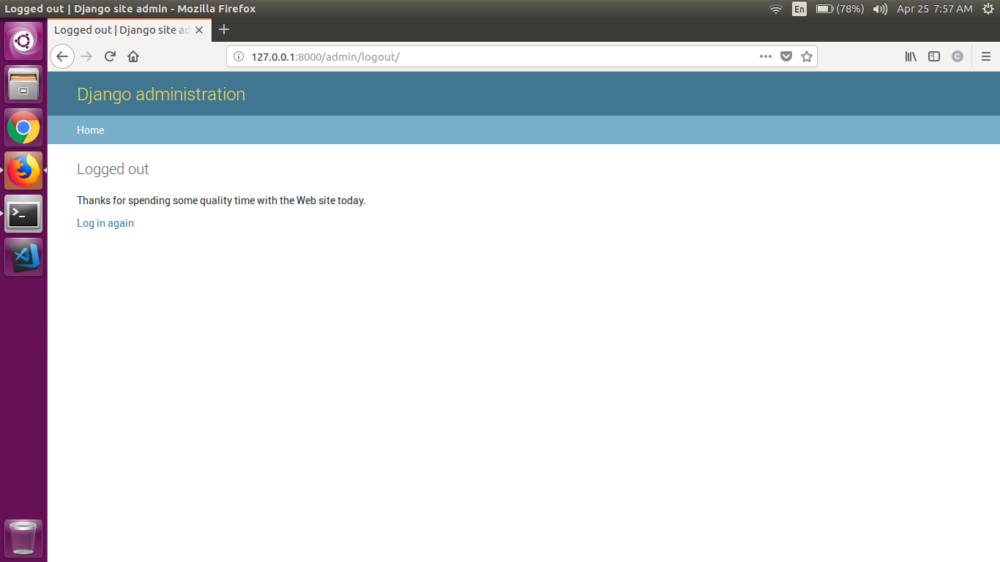 Logged out | Django site admin - Mozilla Firefox
En (78%) Apr 25 7:57 AM
Logged out | Django site ad
127.0.0.1:8000/admin/logout/
C
Django administration
Home
Logged out
Thanks for spending some quality time with the Web site today.
Log in again